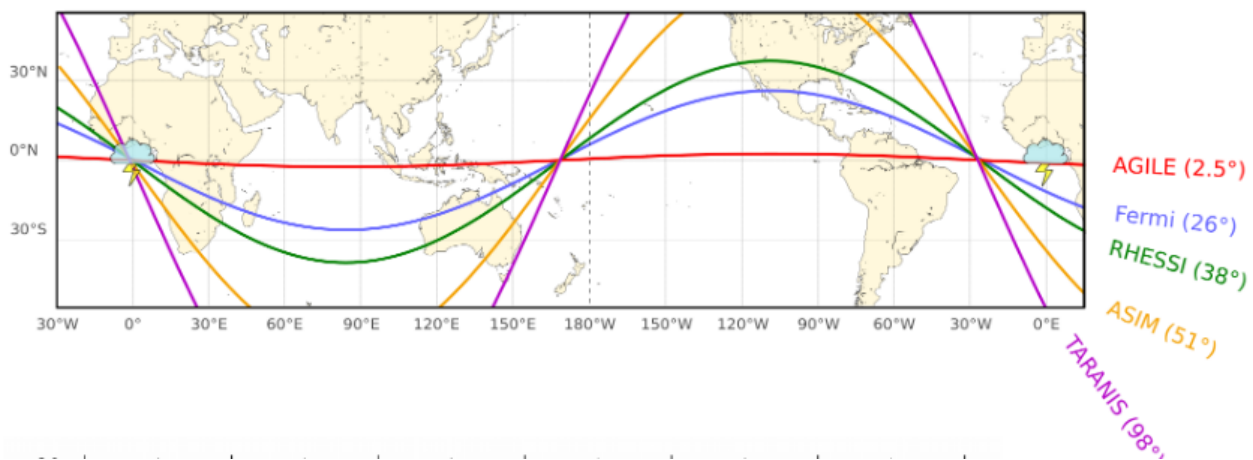 30°N
0°N
30°S
30°W 0° 30°E 60°E 90°E 120°E 150°E 180°W 150°W 120°W 90°W 60°W 30°W 0°E
AGILE (2.5°)
Fermi (26°)
RHESSI (38°)
ASIM (51°)
TARANIS (98°)